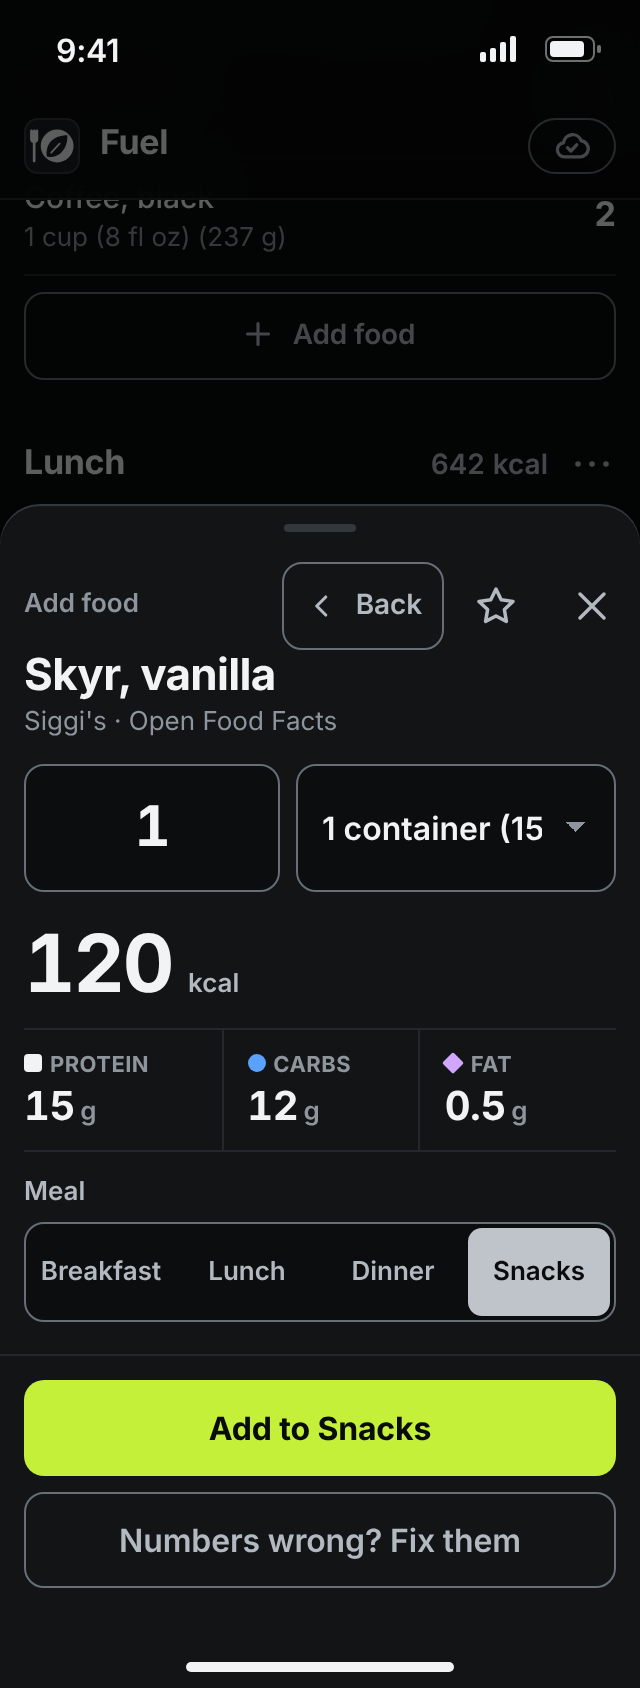 9:41
Fuel
Coffee, black
2
1 cup (8 fl oz) (237 g)
Add food
Lunch
642 kcal
Add food
Back
Skyr, vanilla
Siggi's · Open Food Facts
1
1 container (15
120 kcal
PROTEIN
CARBS
FAT
15 g
12 g
0.5 g
Meal
Breakfast
Lunch
Dinner
Snacks
Add to Snacks
Numbers wrong? Fix them